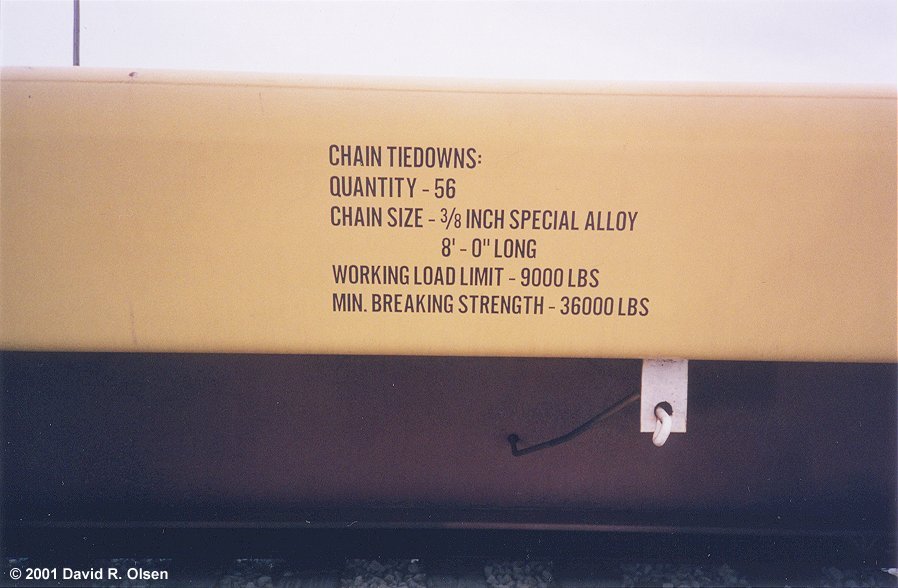 CHAIN TIEDOWNS:
QUANTITY - 56
CHAIN SIZE - 3/8 INCH SPECIAL ALLOY
8' - 0" LONG
WORKING LOAD LIMIT - 9000 LBS
MIN. BREAKING STRENGTH - 36000 LBS
© 2001 David R. Olsen